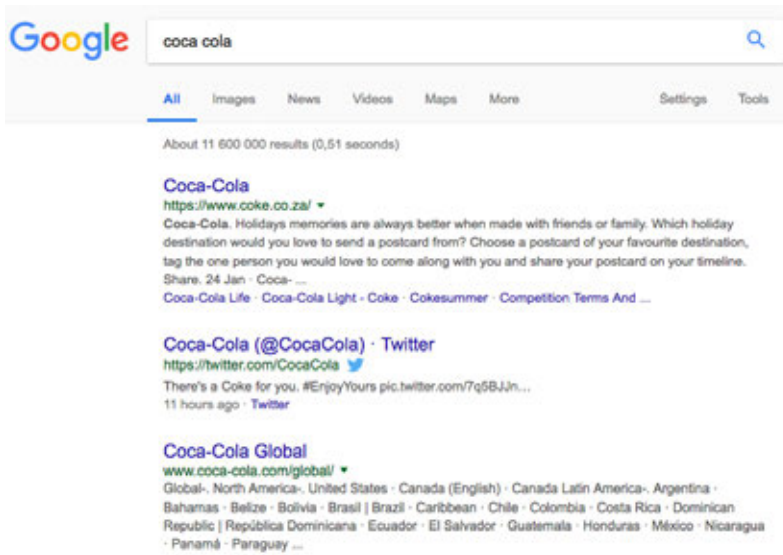 Google
coca cola
All Images News Videos Maps More Settings Tools
About 11 600 000 results (0,51 seconds)
Coca-Cola
https://www.coke.co.za/
Coca-Cola. Holidays memories are always better when made with friends or family. Which holiday
destination would you love to send a postcard from? Choose a postcard of your favourite destination,
tag the one person you would love to come along with you and share your postcard on your timeline.
Share. 24 Jan · Coca- ...
Coca-Cola Life · Coca-Cola Light - Coke · Cokesummer · Competition Terms And ...
Coca-Cola (@CocaCola) · Twitter
https://twitter.com/CocaCola
There's a Coke for you. #EnjoyYours pic.twitter.com/7q5BJJn...
11 hours ago · Twitter
Coca-Cola Global
www.coca-cola.com/global/
Global-. North America-. United States · Canada (English) · Canada Latin America-. Argentina ·
Bahamas · Belize · Bolivia · Brasil | Brazil · Caribbean · Chile · Colombia · Costa Rica · Dominican
Republic | República Dominicana · Ecuador · El Salvador · Guatemala · Honduras · México · Nicaragua
· Panamá · Paraguay ...